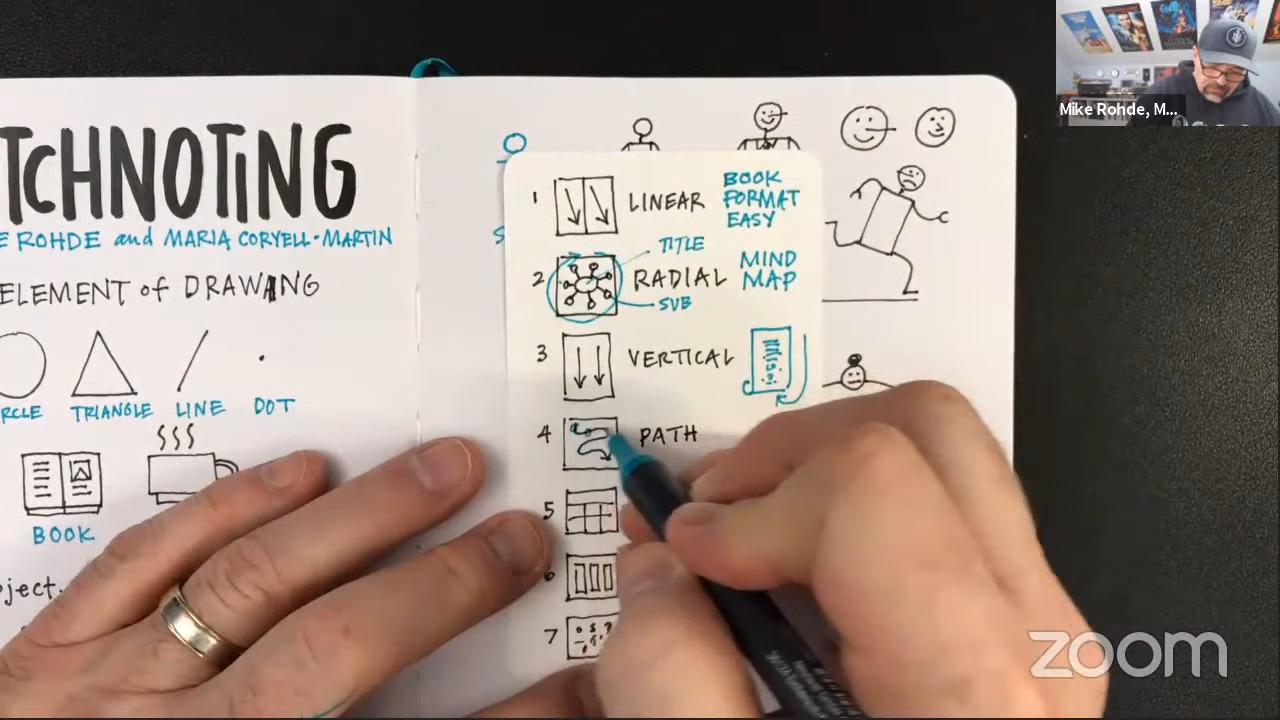 TCHNOTING
E ROHDE and MARIA CORYELL-MARTIN
ELEMENT of DRAWING
RCLE TRIANGLE LINE DOT
BOOK
oject.
1 LINEAR BOOK FORMAT EASY
TITLE
2 RADIAL MIND MAP
SUB
3 VERTICAL
4 PATH
5
6
7
Mike Rohde, M...
zoom